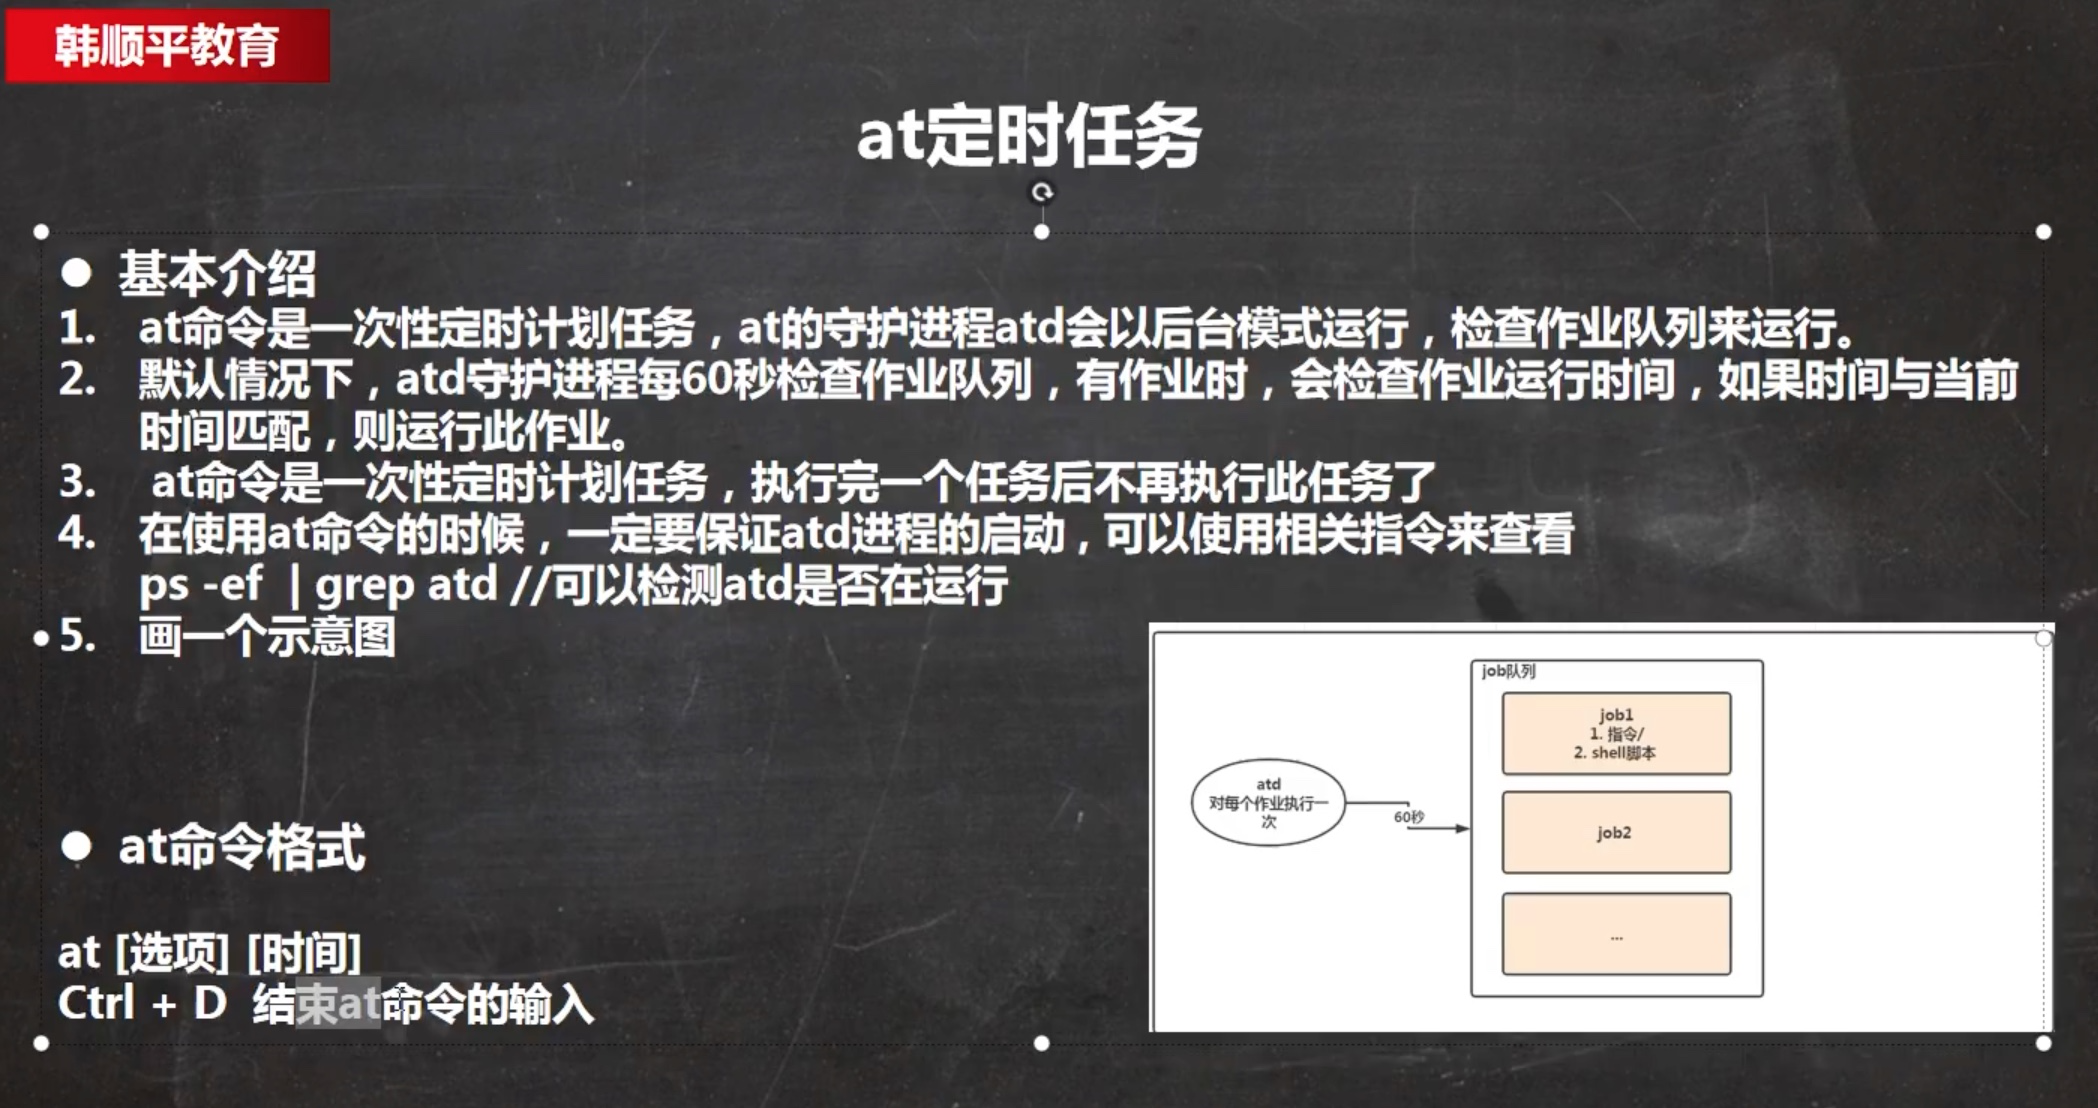 韩顺平教育
at定时任务
● 基本介绍
1. at命令是一次性定时计划任务，at的守护进程atd会以后台模式运行，检查作业队列来运行。
2. 默认情况下，atd守护进程每60秒检查作业队列，有作业时，会检查作业运行时间，如果时间与当前
时间匹配，则运行此作业。
3. at命令是一次性定时计划任务，执行完一个任务后不再执行此任务了
4. 在使用at命令的时候，一定要保证atd进程的启动，可以使用相关指令来查看
ps -ef | grep atd //可以检测atd是否在运行
5. 画一个示意图
job队列
job1
1. 指令/
2. shell脚本
atd
对每个作业执行一
次
60秒
job2
...
● at命令格式
at [选项] [时间]
Ctrl + D 结束at命令的输入